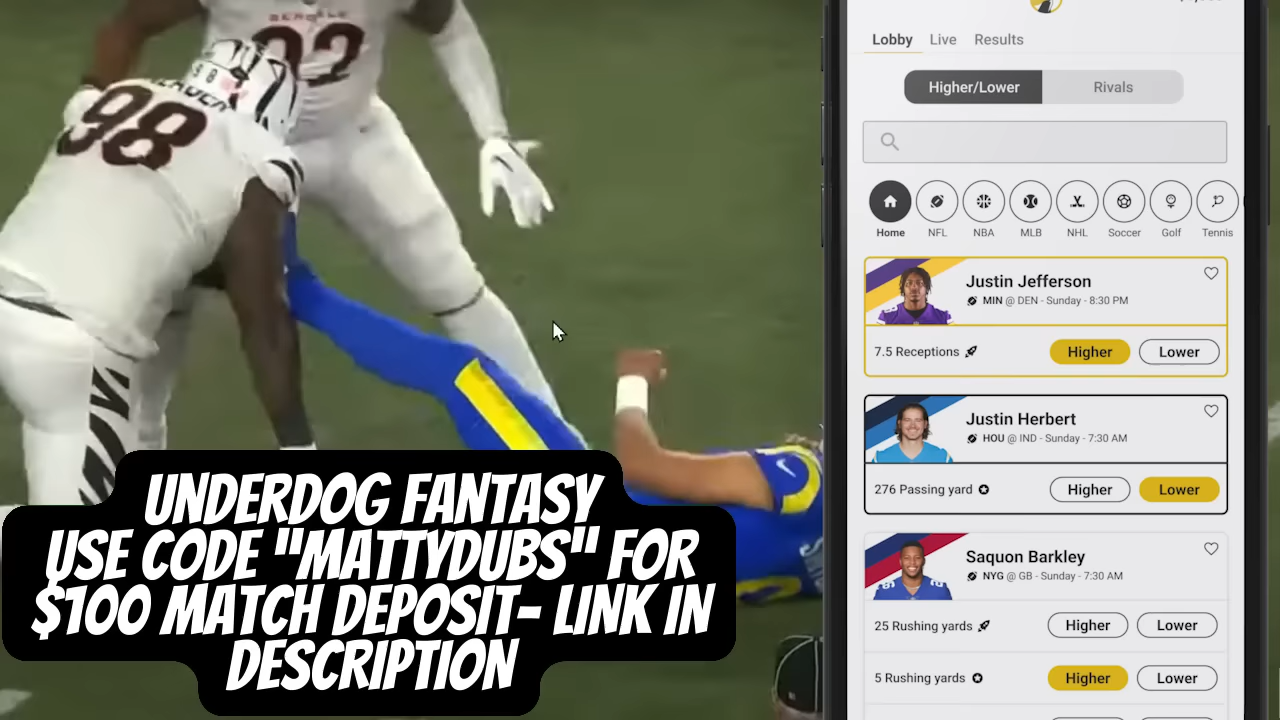 BENGALS
92
98
98
UNDERDOG FANTASY
USE CODE "MATTYDUBS" FOR
$100 MATCH DEPOSIT- LINK IN
DESCRIPTION
Lobby Live Results
Higher/Lower Rivals
Home NFL NBA MLB NHL Soccer Golf Tennis
Justin Jefferson
MIN @ DEN - Sunday - 8:30 PM
7.5 Receptions Higher Lower
Justin Herbert
HOU @ IND - Sunday - 7:30 AM
276 Passing yard Higher Lower
Saquon Barkley
NYG @ GB - Sunday - 7:30 AM
25 Rushing yards Higher Lower
5 Rushing yards Higher Lower